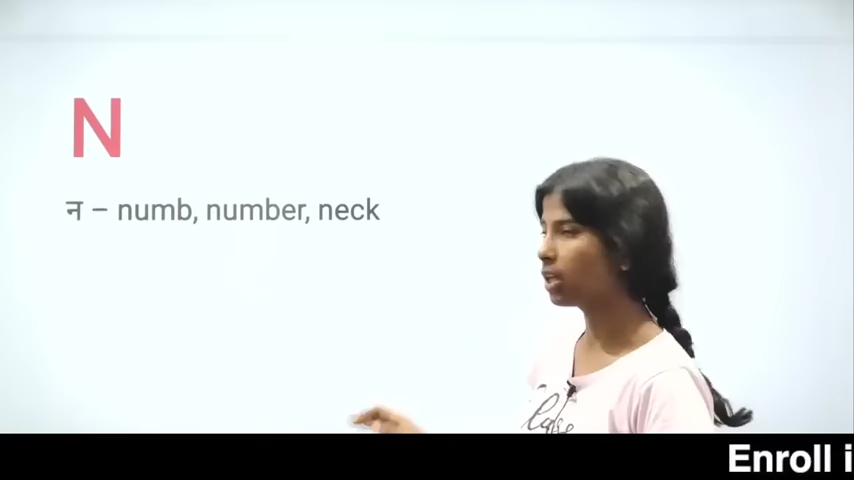 N
न – numb, number, neck
Enroll